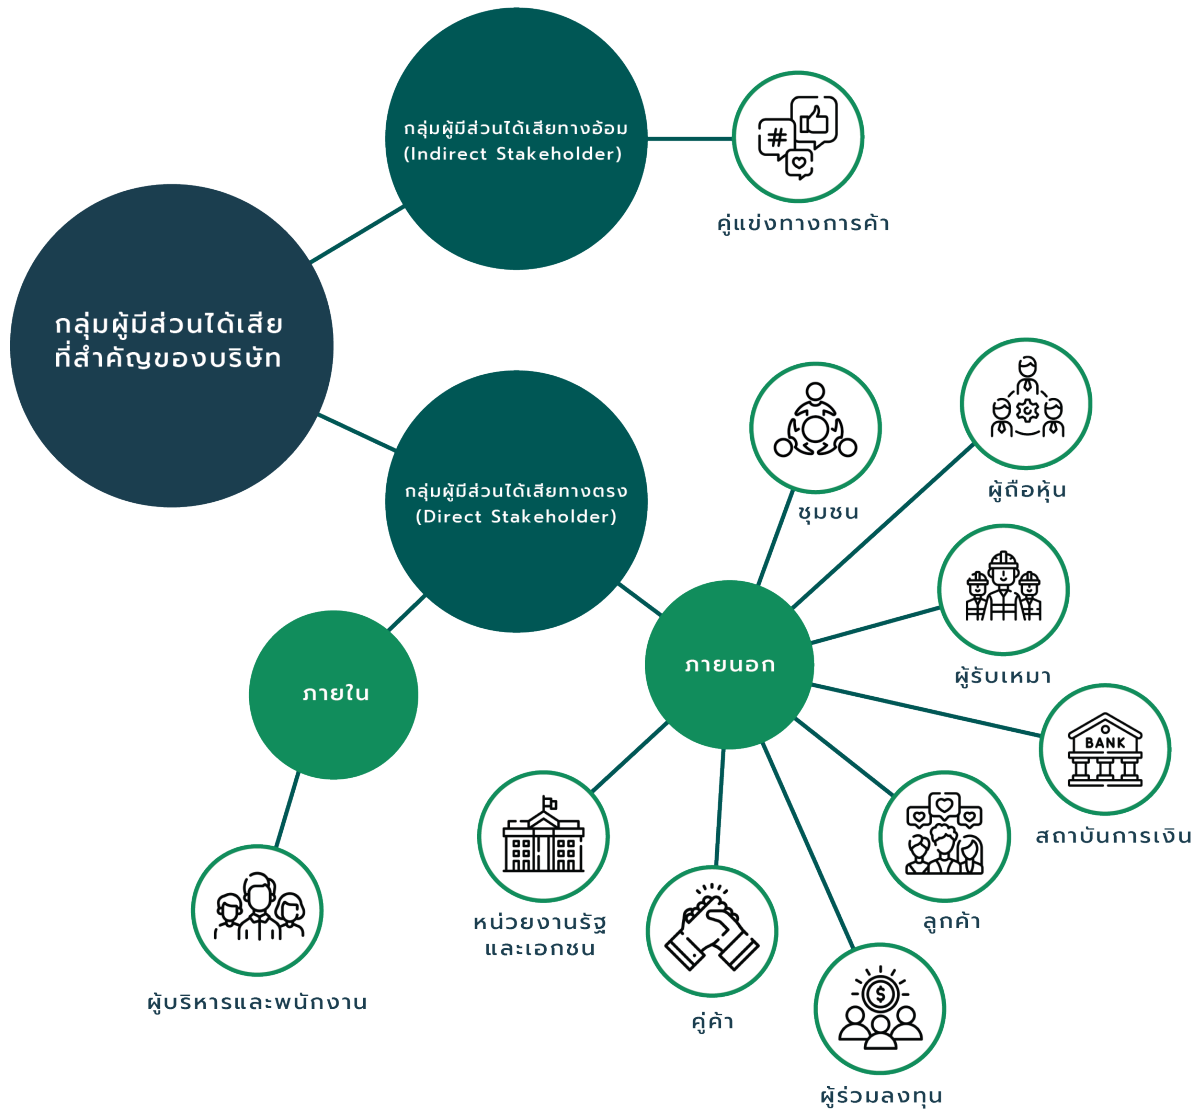 กลุ่มผู้มีส่วนได้เสียทางอ้อม
(Indirect Stakeholder)
#
คู่แข่งทางการค้า
กลุ่มผู้มีส่วนได้เสีย
ที่สำคัญของบริษัท
กลุ่มผู้มีส่วนได้เสียทางตรง
(Direct Stakeholder)
ชุมชน
ผู้ถือหุ้น
ผู้รับเหมา
ภายนอก
ภายใน
BANK
สถาบันการเงิน
ลูกค้า
หน่วยงานรัฐ
และเอกชน
ผู้บริหารและพนักงาน
คู่ค้า
$
ผู้ร่วมลงทุน